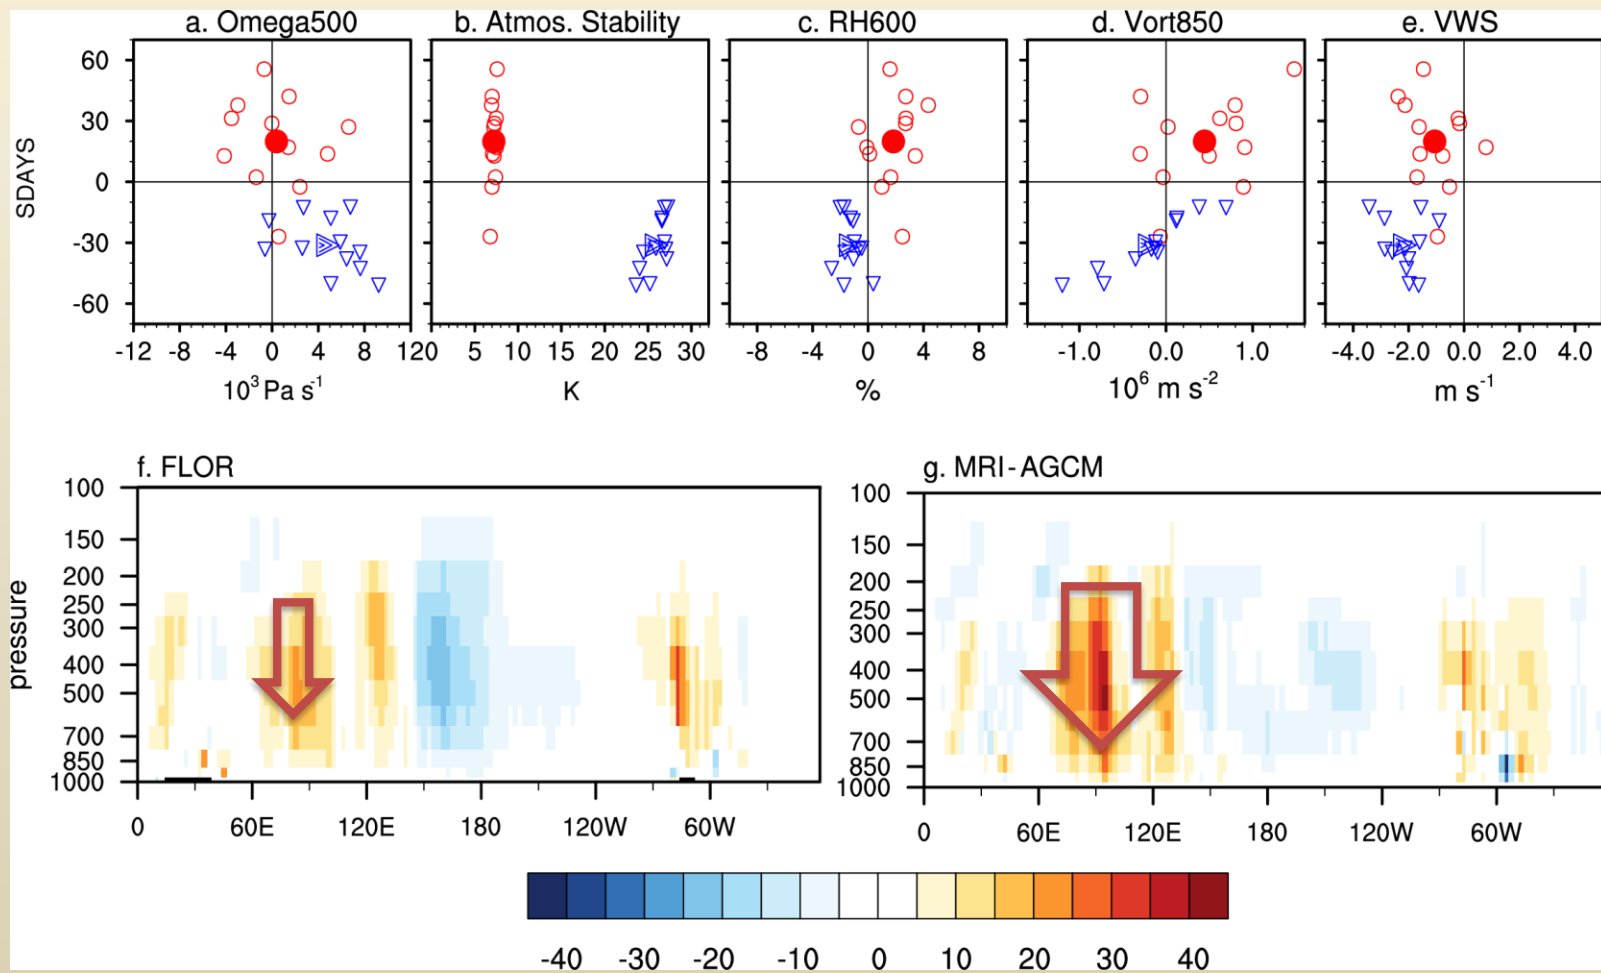 a. Omega500 b. Atmos. Stability c. RH600 d. Vort850 e. VWS
SDAYS
60
30
0
-30
-60
-12 -8 -4 0 4 8 120 5 10 15 20 25 30 -8 -4 0 4 8 -1.0 0.0 1.0 -4.0 -2.0 0.0 2.0 4.0
10³ Pa s⁻¹ K % 10⁶ m s⁻² m s⁻¹
f. FLOR
pressure
100
150
200
250
300
400
500
700
850
1000
0 60E 120E 180 120W 60W
g. MRI-AGCM
100
150
200
250
300
400
500
700
850
1000
0 60E 120E 180 120W 60W
-40 -30 -20 -10 0 10 20 30 40